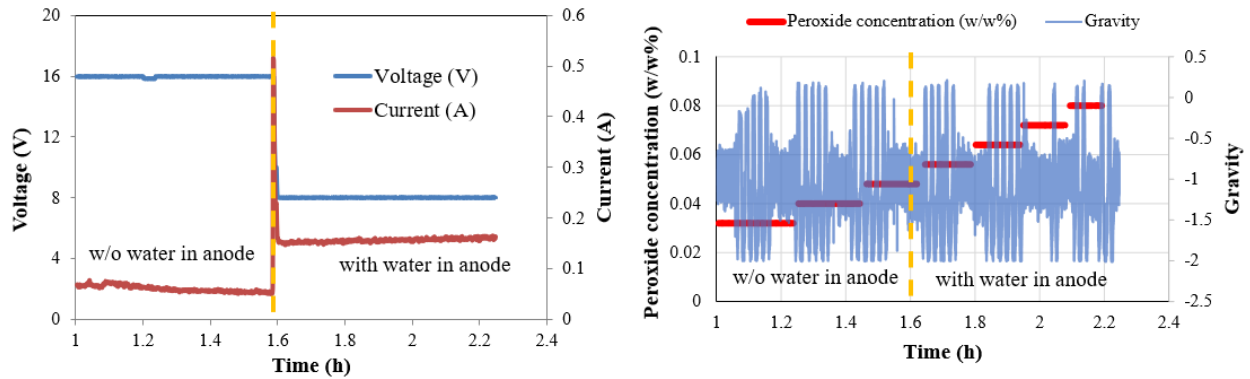 20
16
12
8
4
0
Voltage (V)
0.6
0.5
0.4
0.3
0.2
0.1
0
Current (A)
Voltage (V)
Current (A)
w/o water in anode
with water in anode
1 1.2 1.4 1.6 1.8 2 2.2 2.4
Time (h)
Peroxide concentration (w/w%) Gravity
0.1
0.08
0.06
0.04
0.02
0
Peroxide concentration (w/w%)
0.5
0
-0.5
-1
-1.5
-2
-2.5
Gravity
w/o water in anode
with water in anode
1 1.2 1.4 1.6 1.8 2 2.2 2.4
Time (h)